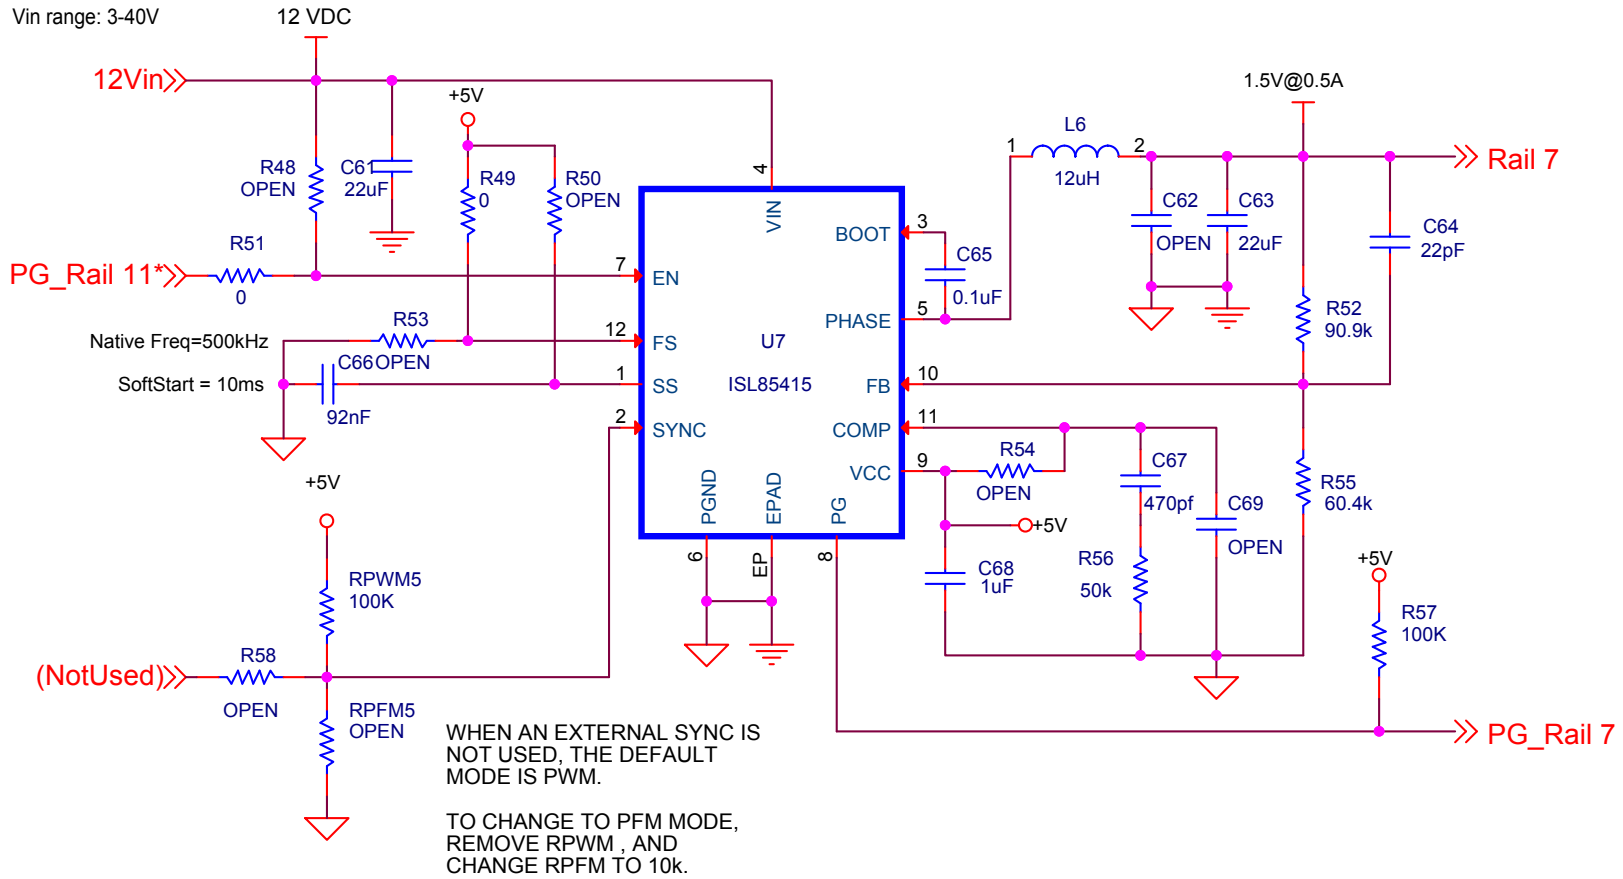 Vin range: 3-40V
12 VDC
12Vin
+5V
1.5V@0.5A
R48
OPEN
C61
22uF
R49
0
R50
OPEN
4
VIN
1
L6
2
12uH
Rail 7
C62
OPEN
C63
22uF
C64
22pF
3
BOOT
C65
0.1uF
R51
0
PG_Rail 11*
7
EN
5
PHASE
R52
90.9k
Native Freq=500kHz
R53
OPEN
12
FS
U7
ISL85415
SoftStart = 10ms
C66
92nF
1
SS
10
FB
2
SYNC
11
COMP
9
VCC
R54
OPEN
C67
470pf
C69
OPEN
R55
60.4k
PGND
EPAD
PG
6
EP
8
+5V
C68
1uF
R56
50k
+5V
+5V
R57
100K
RPWM5
100K
(NotUsed)
R58
OPEN
RPFM5
OPEN
PG_Rail 7
WHEN AN EXTERNAL SYNC IS
NOT USED, THE DEFAULT
MODE IS PWM.
TO CHANGE TO PFM MODE,
REMOVE RPWM , AND
CHANGE RPFM TO 10k.